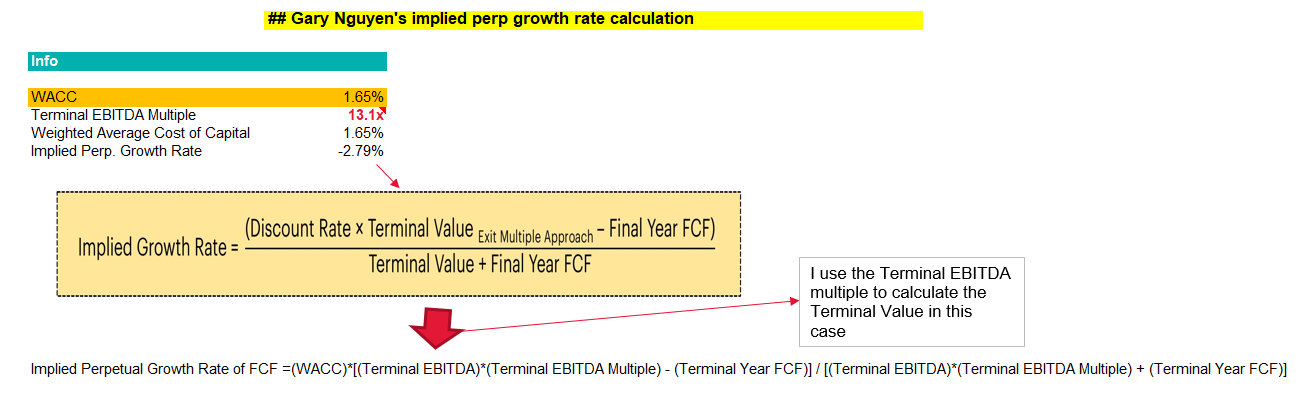 ## Gary Nguyen's implied perp growth rate calculation
Info
WACC 1.65%
Terminal EBITDA Multiple 13.1x
Weighted Average Cost of Capital 1.65%
Implied Perp. Growth Rate -2.79%
Implied Growth Rate = (Discount Rate × Terminal Value Exit Multiple Approach – Final Year FCF)
Terminal Value + Final Year FCF
I use the Terminal EBITDA
multiple to calculate the
Terminal Value in this
case
Implied Perpetual Growth Rate of FCF =(WACC)*[(Terminal EBITDA)*(Terminal EBITDA Multiple) - (Terminal Year FCF)] / [(Terminal EBITDA)*(Terminal EBITDA Multiple) + (Terminal Year FCF)]